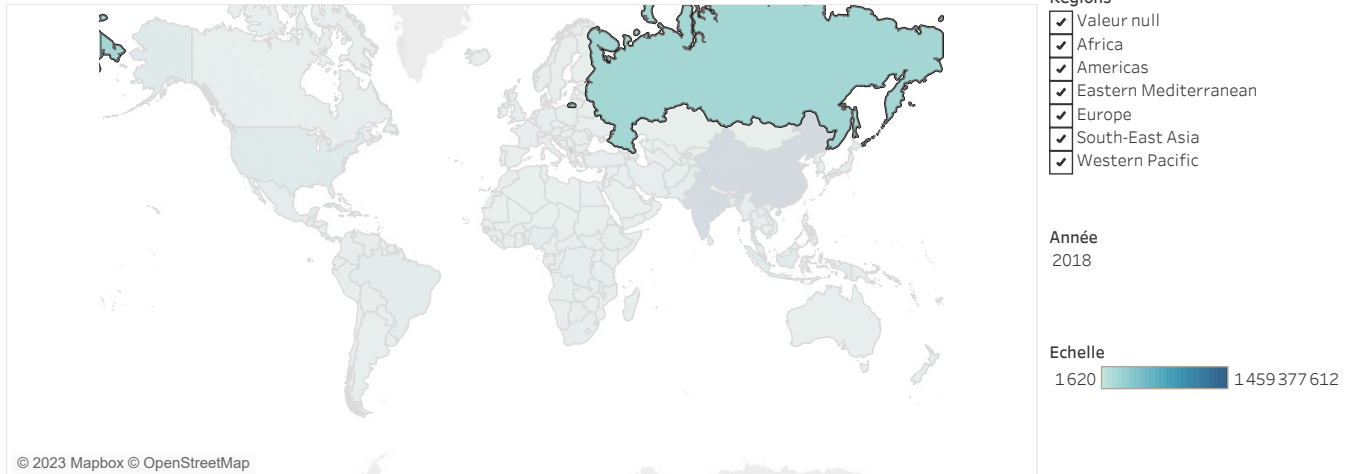 Régions
Valeur null
Africa
Americas
Eastern Mediterranean
Europe
South-East Asia
Western Pacific
Année
2018
Echelle
1 620
1 459 377 612
© 2023 Mapbox © OpenStreetMap